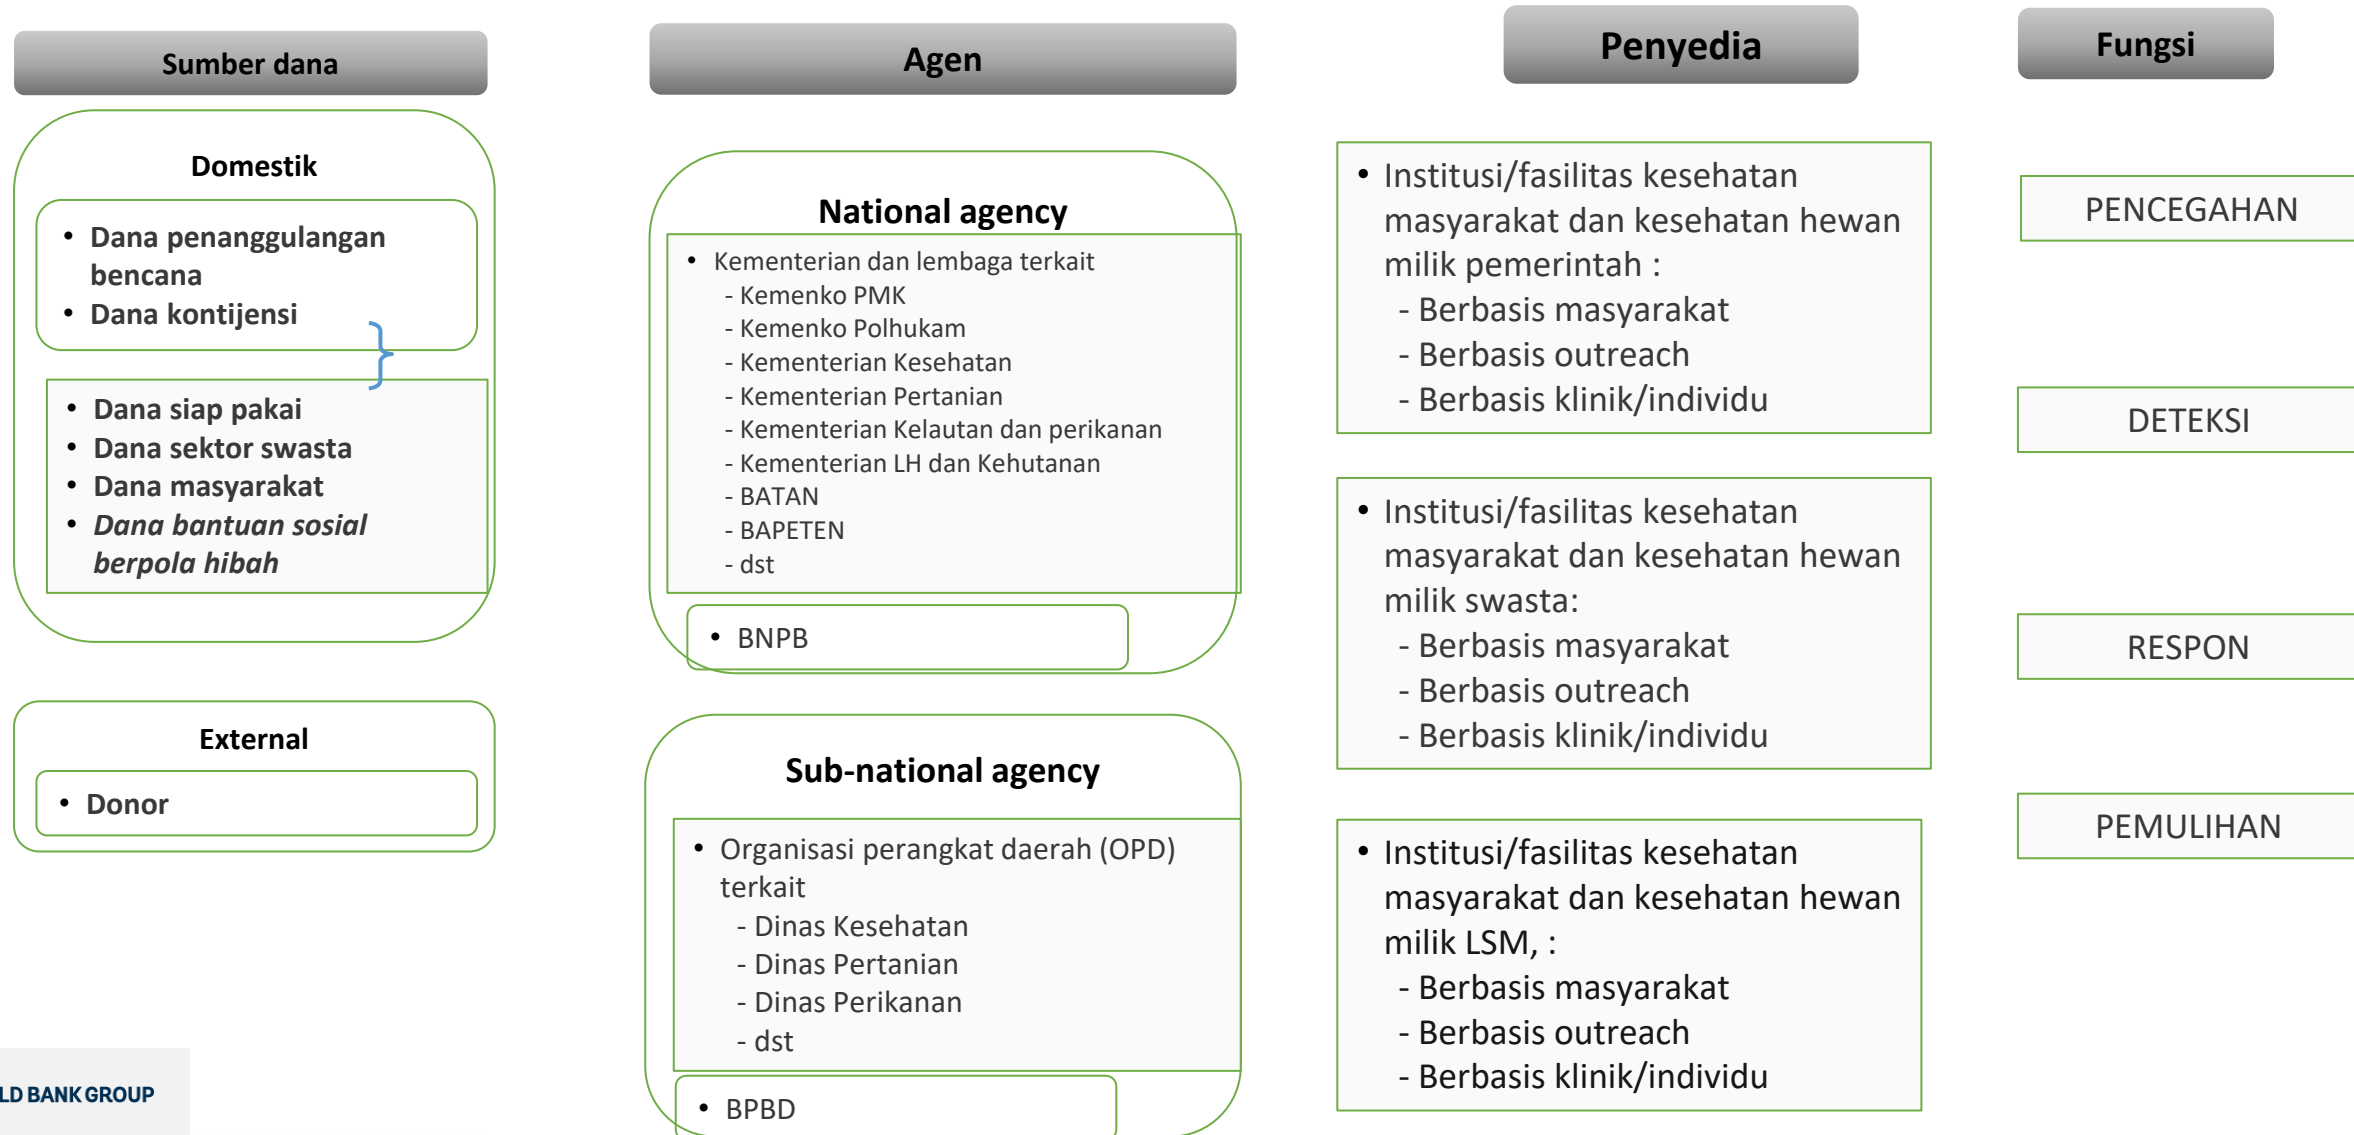 Sumber dana
Domestik
• Dana penanggulangan
bencana
• Dana kontijensi
• Dana siap pakai
• Dana sektor swasta
• Dana masyarakat
• Dana bantuan sosial
berpola hibah
External
• Donor
Agen
National agency
• Kementerian dan lembaga terkait
- Kemenko PMK
- Kemenko Polhukam
- Kementerian Kesehatan
- Kementerian Pertanian
- Kementerian Kelautan dan perikanan
- Kementerian LH dan Kehutanan
- BATAN
- BAPETEN
- dst
• BNPB
Sub-national agency
• Organisasi perangkat daerah (OPD)
terkait
- Dinas Kesehatan
- Dinas Pertanian
- Dinas Perikanan
- dst
• BPBD
Penyedia
• Institusi/fasilitas kesehatan
masyarakat dan kesehatan hewan
milik pemerintah :
- Berbasis masyarakat
- Berbasis outreach
- Berbasis klinik/individu
• Institusi/fasilitas kesehatan
masyarakat dan kesehatan hewan
milik swasta:
- Berbasis masyarakat
- Berbasis outreach
- Berbasis klinik/individu
• Institusi/fasilitas kesehatan
masyarakat dan kesehatan hewan
milik LSM, :
- Berbasis masyarakat
- Berbasis outreach
- Berbasis klinik/individu
Fungsi
PENCEGAHAN
DETEKSI
RESPON
PEMULIHAN
LD BANK GROUP